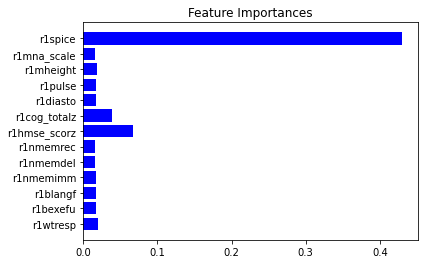 Feature Importances
r1spice
r1mna_scale
r1mheight
r1pulse
r1diasto
r1cog_totalz
r1hmse_scorz
r1nmemrec
r1nmemdel
r1nmemimm
r1blangf
r1bexefu
r1wtresp
0.0 0.1 0.2 0.3 0.4